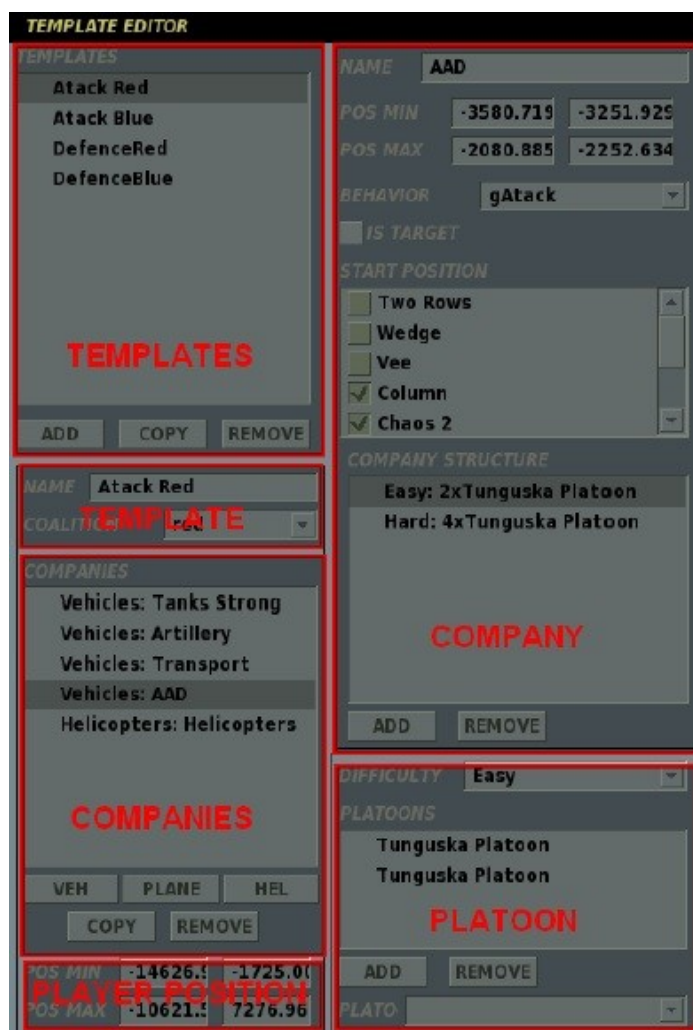 TEMPLATE EDITOR
TEMPLATES
Atack Red
Atack Blue
DefenceRed
DefenceBlue
TEMPLATES
ADD COPY REMOVE
NAME Atack Red
COALITION red
TEMPLATE
COMPANIES
Vehicles: Tanks Strong
Vehicles: Artillery
Vehicles: Transport
Vehicles: AAD
Helicopters: Helicopters
COMPANIES
VEH PLANE HEL
COPY REMOVE
POS MIN -14626.9 -1725.00
PLAYER POSITION
POS MAX -10621.5 7276.96
NAME AAD
POS MIN -3580.719 -3251.929
POS MAX -2080.885 -2252.634
BEHAVIOR gAtack
IS TARGET
START POSITION
Two Rows
Wedge
Vee
Column
Chaos 2
COMPANY STRUCTURE
Easy: 2xTunguska Platoon
Hard: 4xTunguska Platoon
COMPANY
ADD REMOVE
DIFFICULTY Easy
PLATOONS
Tunguska Platoon
Tunguska Platoon
PLATOON
ADD REMOVE
PLATO